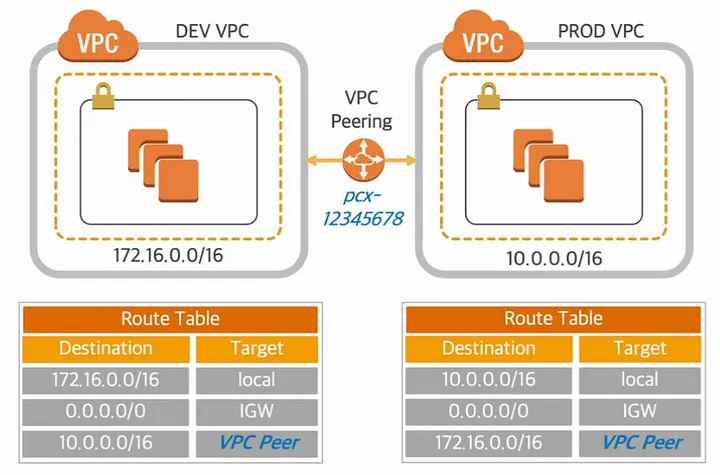 VPC
DEV VPC
VPC
PROD VPC
VPC
Peering
pcx-
12345678
172.16.0.0/16
10.0.0.0/16
Route Table
Destination Target
172.16.0.0/16 local
0.0.0.0/0 IGW
10.0.0.0/16 VPC Peer
Route Table
Destination Target
10.0.0.0/16 local
0.0.0.0/0 IGW
172.16.0.0/16 VPC Peer